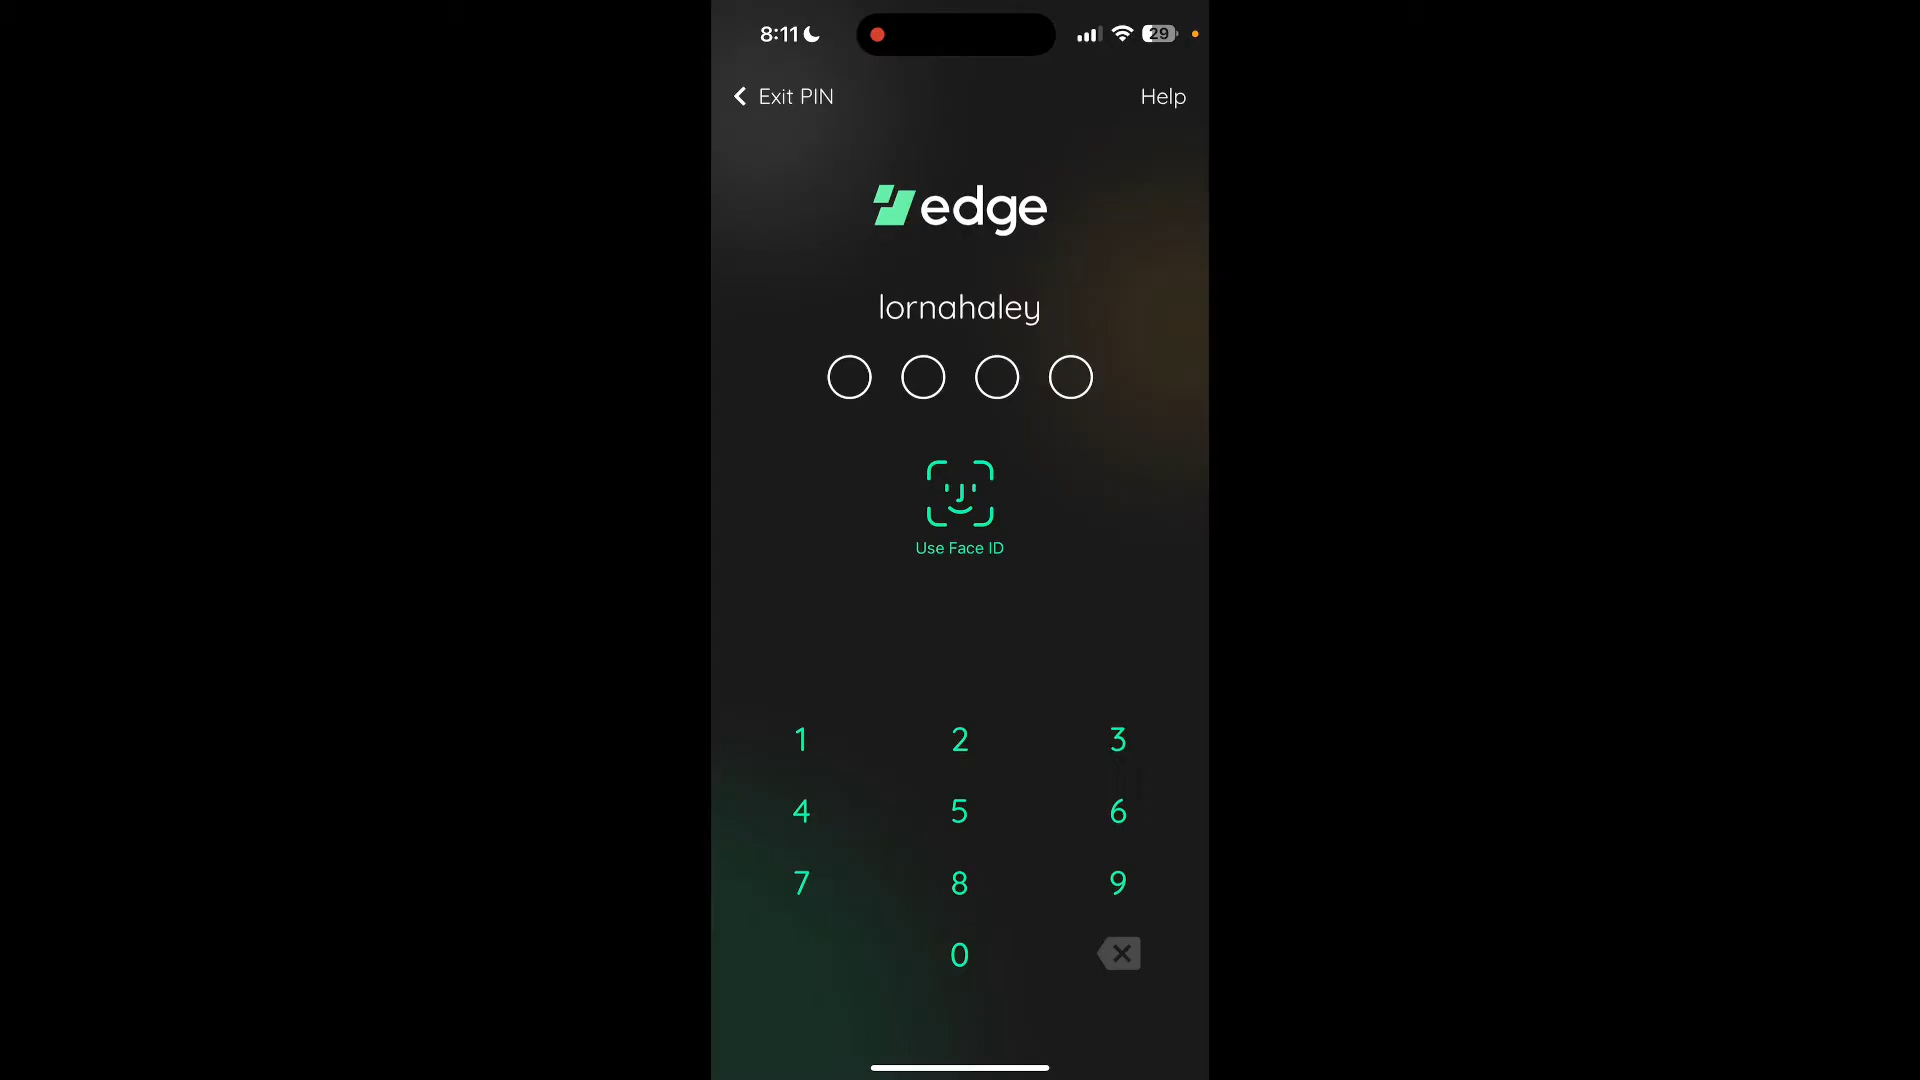 8:11
29
Exit PIN
Help
edge
lornahaley
Use Face ID
1 2 3
4 5 6
7 8 9
0